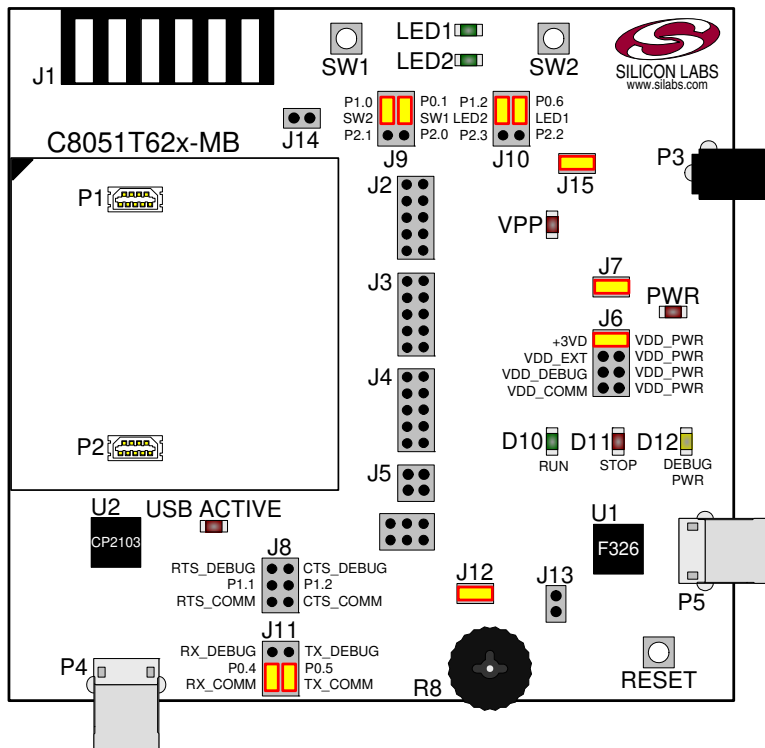 LED1
LED2
J1
SW1
SW2
SILICON LABS
www.silabs.com
P1.0
P0.1
P1.2
P0.6
SW2
SW1
LED2
LED1
P2.1
P2.0
P2.3
P2.2
J14
J9
J10
C8051T62x-MB
P3
J15
P1
J2
VPP
J7
J3
PWR
J6
+3VD
VDD_PWR
VDD_EXT
VDD_PWR
VDD_DEBUG
VDD_PWR
VDD_COMM
VDD_PWR
J4
P2
D10
D11
D12
RUN
STOP
DEBUG
PWR
J5
U2
USB ACTIVE
CP2103
U1
F326
J8
RTS_DEBUG
CTS_DEBUG
P1.1
P1.2
RTS_COMM
CTS_COMM
J12
J13
P5
J11
RX_DEBUG
TX_DEBUG
P0.4
P0.5
RX_COMM
TX_COMM
P4
R8
RESET